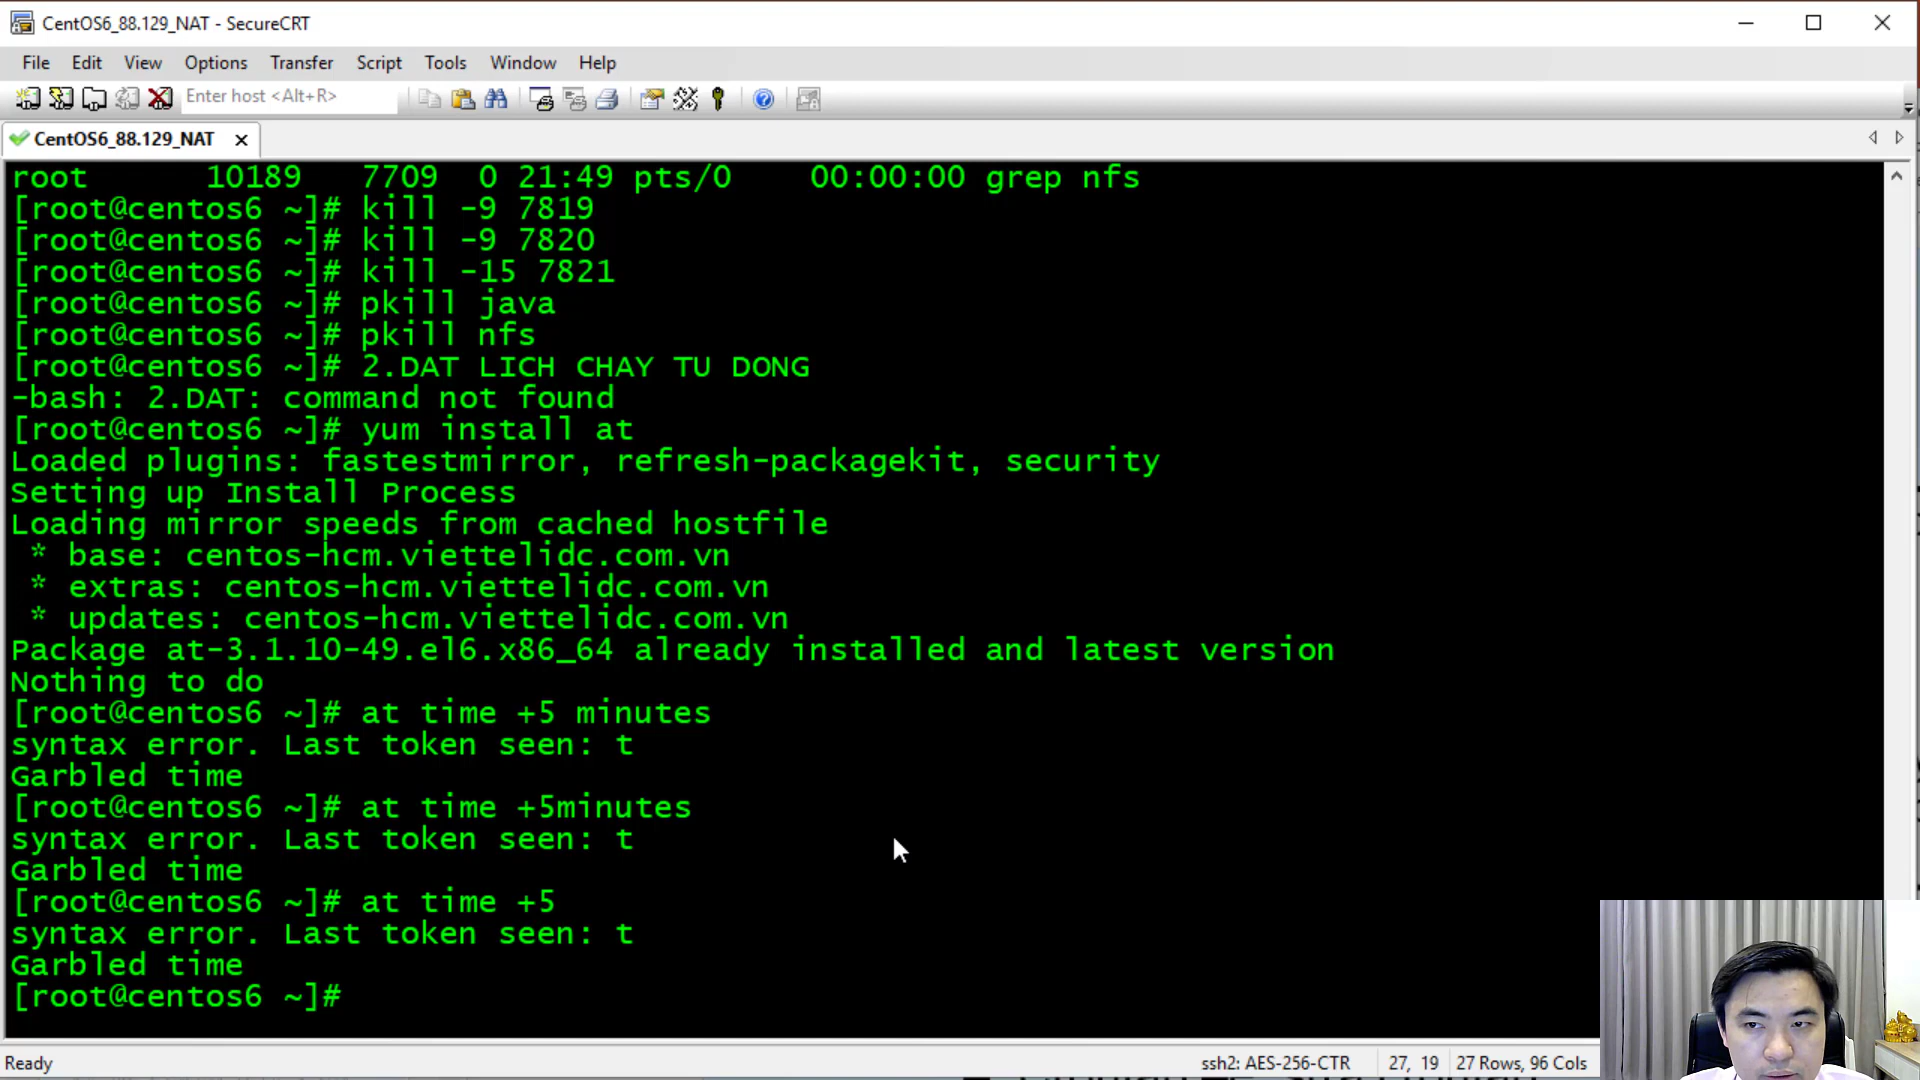 CentOS6_88.129_NAT - SecureCRT
File Edit View Options Transfer Script Tools Window Help
Enter host <Alt+R>
CentOS6_88.129_NAT
root      10189   7709  0 21:49 pts/0    00:00:00 grep nfs
[root@centos6 ~]# kill -9 7819
[root@centos6 ~]# kill -9 7820
[root@centos6 ~]# kill -15 7821
[root@centos6 ~]# pkill java
[root@centos6 ~]# pkill nfs
[root@centos6 ~]# 2.DAT LICH CHAY TU DONG
-bash: 2.DAT: command not found
[root@centos6 ~]# yum install at
Loaded plugins: fastestmirror, refresh-packagekit, security
Setting up Install Process
Loading mirror speeds from cached hostfile
 * base: centos-hcm.viettelidc.com.vn
 * extras: centos-hcm.viettelidc.com.vn
 * updates: centos-hcm.viettelidc.com.vn
Package at-3.1.10-49.el6.x86_64 already installed and latest version
Nothing to do
[root@centos6 ~]# at time +5 minutes
syntax error. Last token seen: t
Garbled time
[root@centos6 ~]# at time +5minutes
syntax error. Last token seen: t
Garbled time
[root@centos6 ~]# at time +5
syntax error. Last token seen: t
Garbled time
[root@centos6 ~]#
Ready ssh2: AES-256-CTR 27, 19 27 Rows, 96 Cols